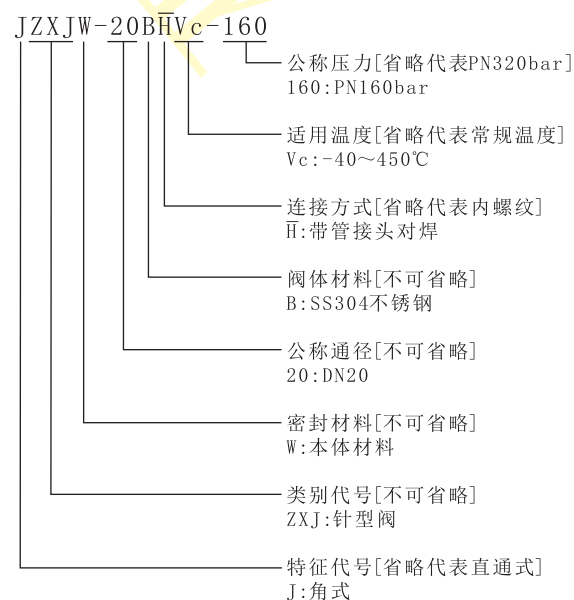 JZXJW-20BH̅Vc-160
公称压力[省略代表PN320bar]
160:PN160bar
适用温度[省略代表常规温度]
Vc:-40～450℃
连接方式[省略代表内螺纹]
H̅:带管接头对焊
阀体材料[不可省略]
B:SS304不锈钢
公称通径[不可省略]
20:DN20
密封材料[不可省略]
W:本体材料
类别代号[不可省略]
ZXJ:针型阀
特征代号[省略代表直通式]
J:角式